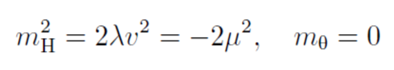 m_H^2 = 2λv^2 = −2μ^2,   m_θ = 0